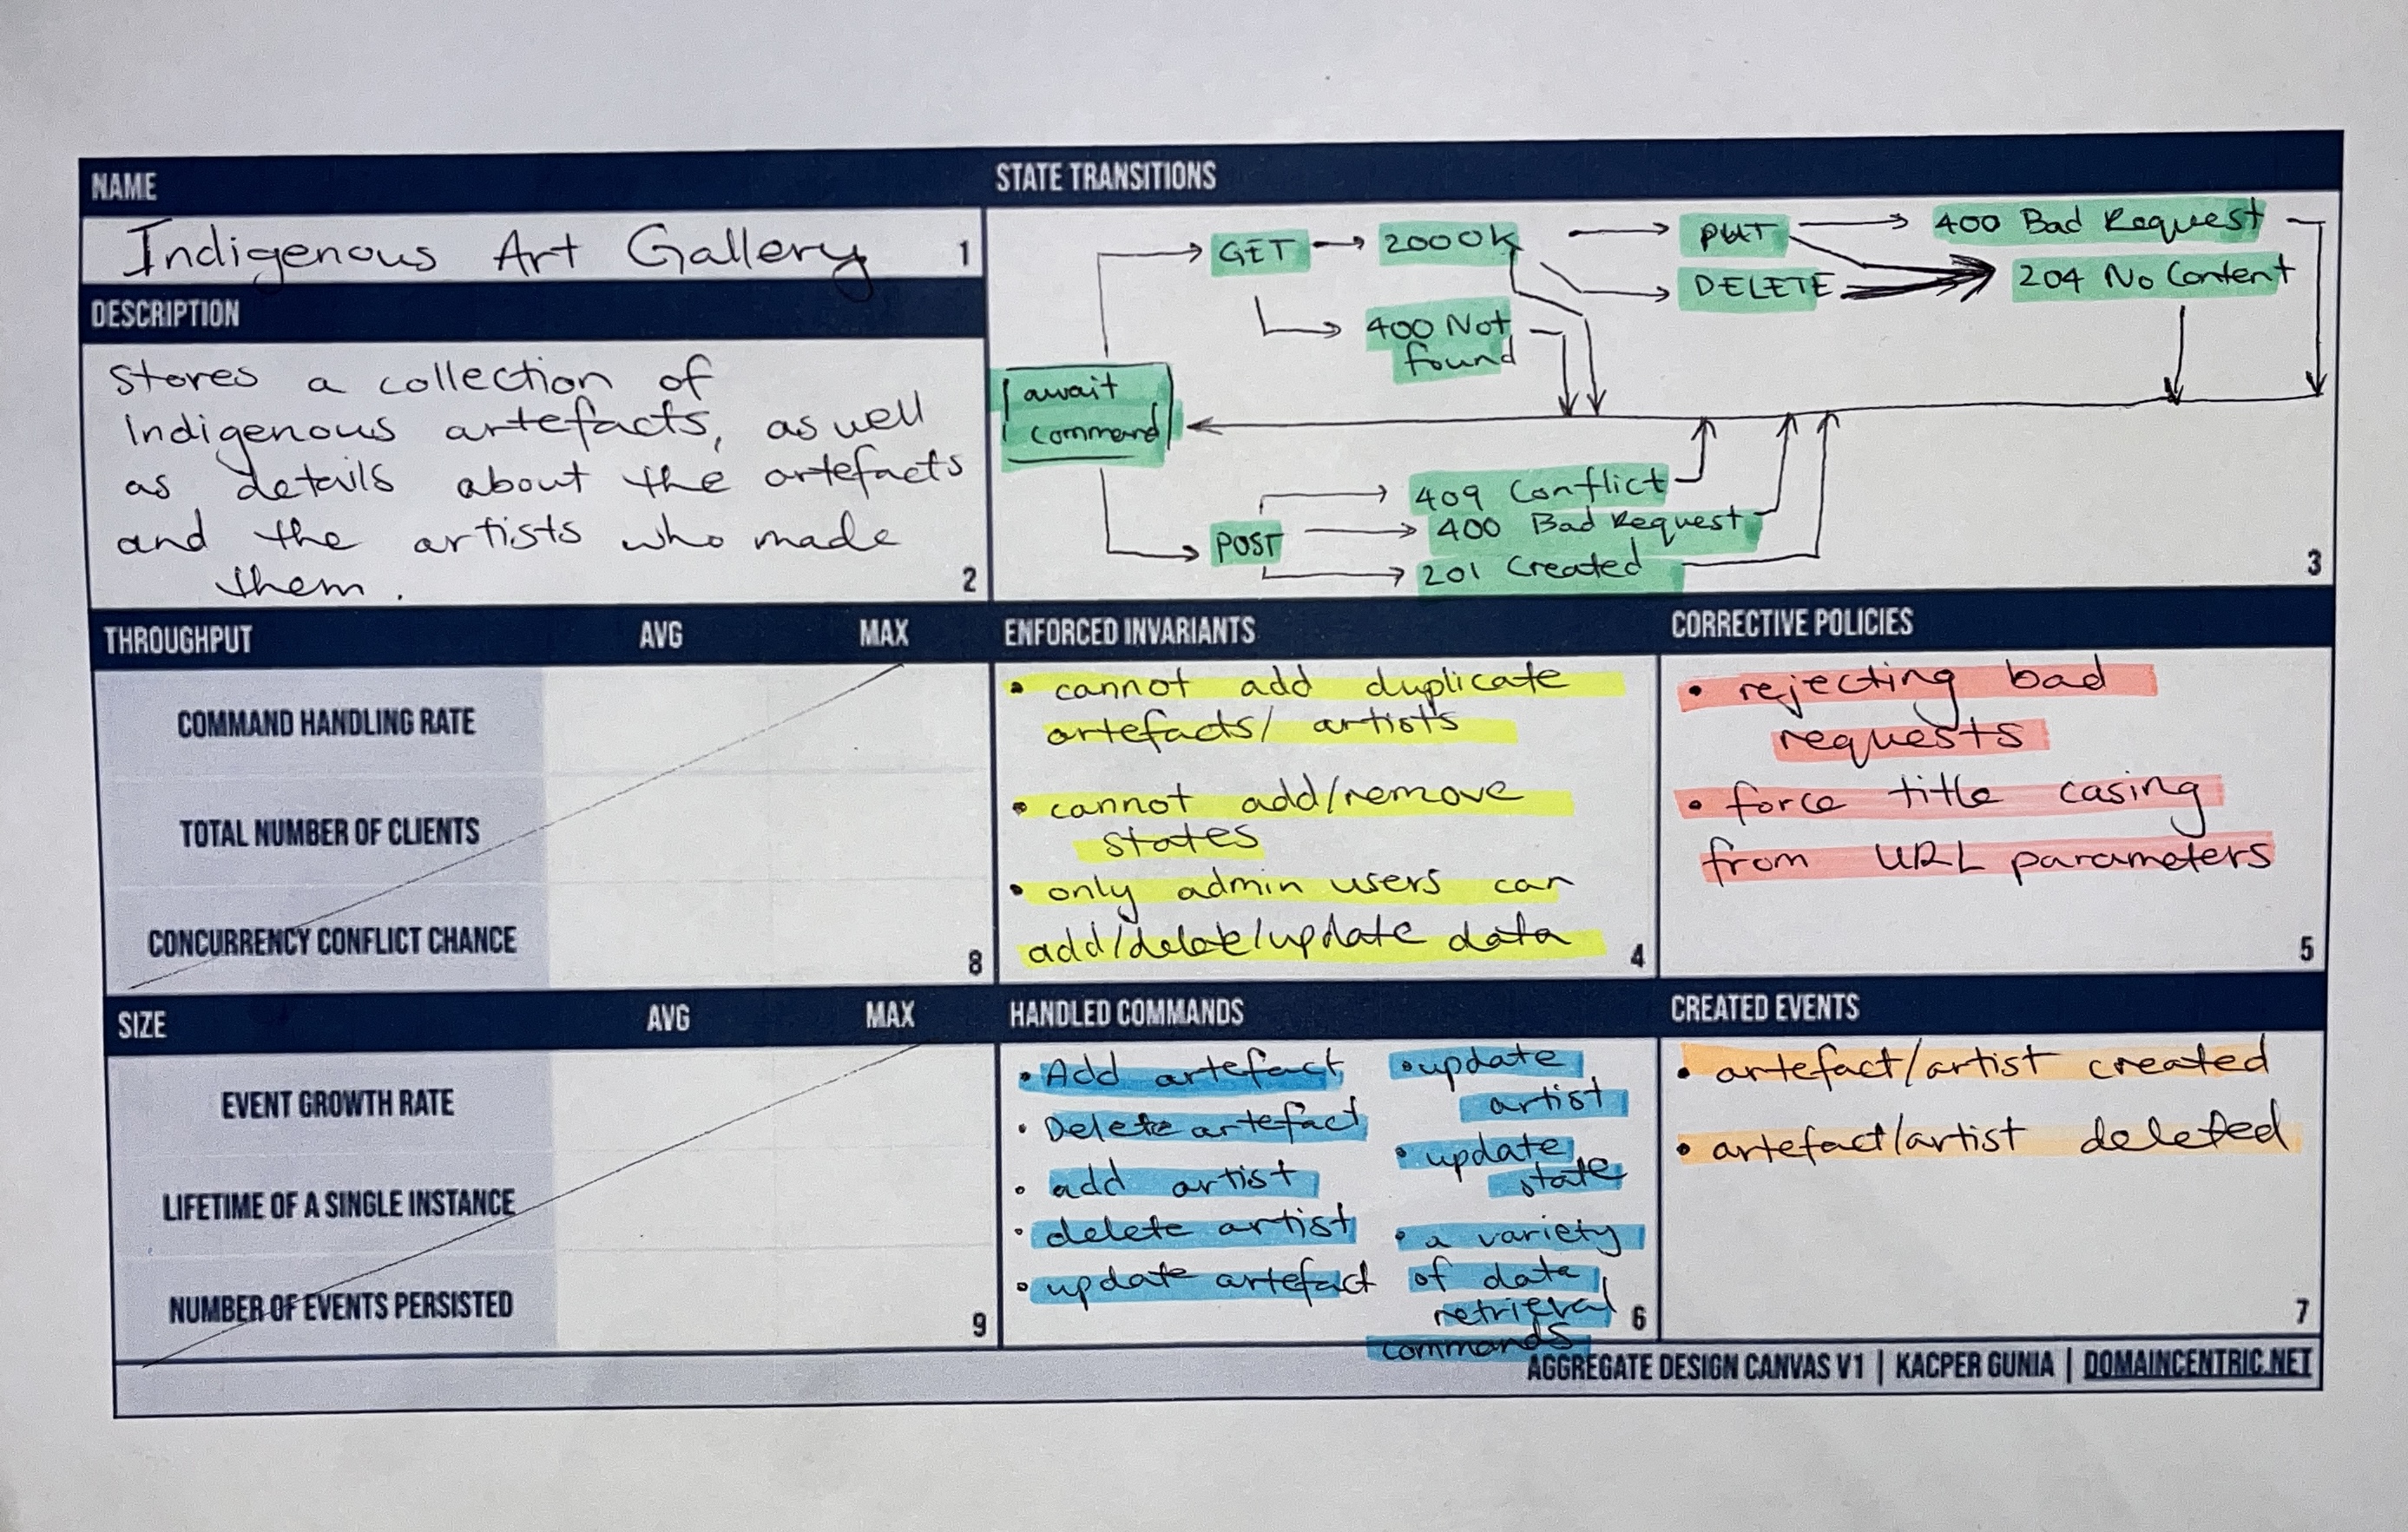 NAME
Indigenous Art Gallery 1
DESCRIPTION
Stores a collection of
Indigenous artefacts, as well
as details about the artefacts
and the artists who made
them. 2
STATE TRANSITIONS
GET
200 OK
PUT
400 Bad Request
DELETE
204 No Content
400 Not
found
await
command
409 Conflict
400 Bad Request
POST
201 Created
3
THROUGHPUT AVG MAX
COMMAND HANDLING RATE
TOTAL NUMBER OF CLIENTS
CONCURRENCY CONFLICT CHANCE
8
ENFORCED INVARIANTS
• cannot add duplicate
artefacts/artists
• cannot add/remove
states
• only admin users can
add/delete/update data
4
CORRECTIVE POLICIES
• rejecting bad
requests
• force title casing
from URL parameters
5
SIZE AVG MAX
EVENT GROWTH RATE
LIFETIME OF A SINGLE INSTANCE
NUMBER OF EVENTS PERSISTED
9
HANDLED COMMANDS
• Add artefact
• Delete artefact
• add artist
• delete artist
• update artefact
• update
artist
• update
state
• a variety
of data
retrieval
commands
6
CREATED EVENTS
• artefact/artist created
• artefact/artist deleted
7
AGGREGATE DESIGN CANVAS V1 | KACPER GUNIA | DOMAINCENTRIC.NET